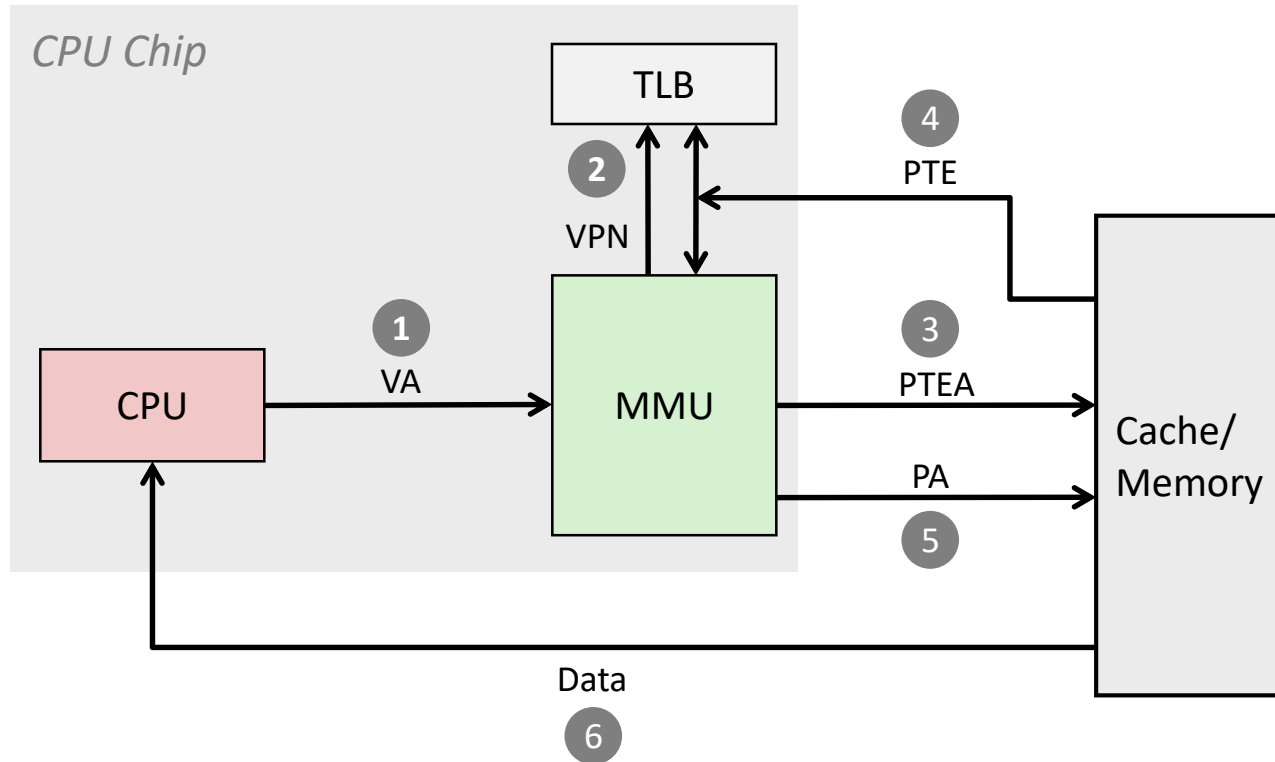 CPU Chip
TLB
4
PTE
2
VPN
1
VA
3
PTEA
CPU
MMU
Cache/
Memory
PA
5
Data
6